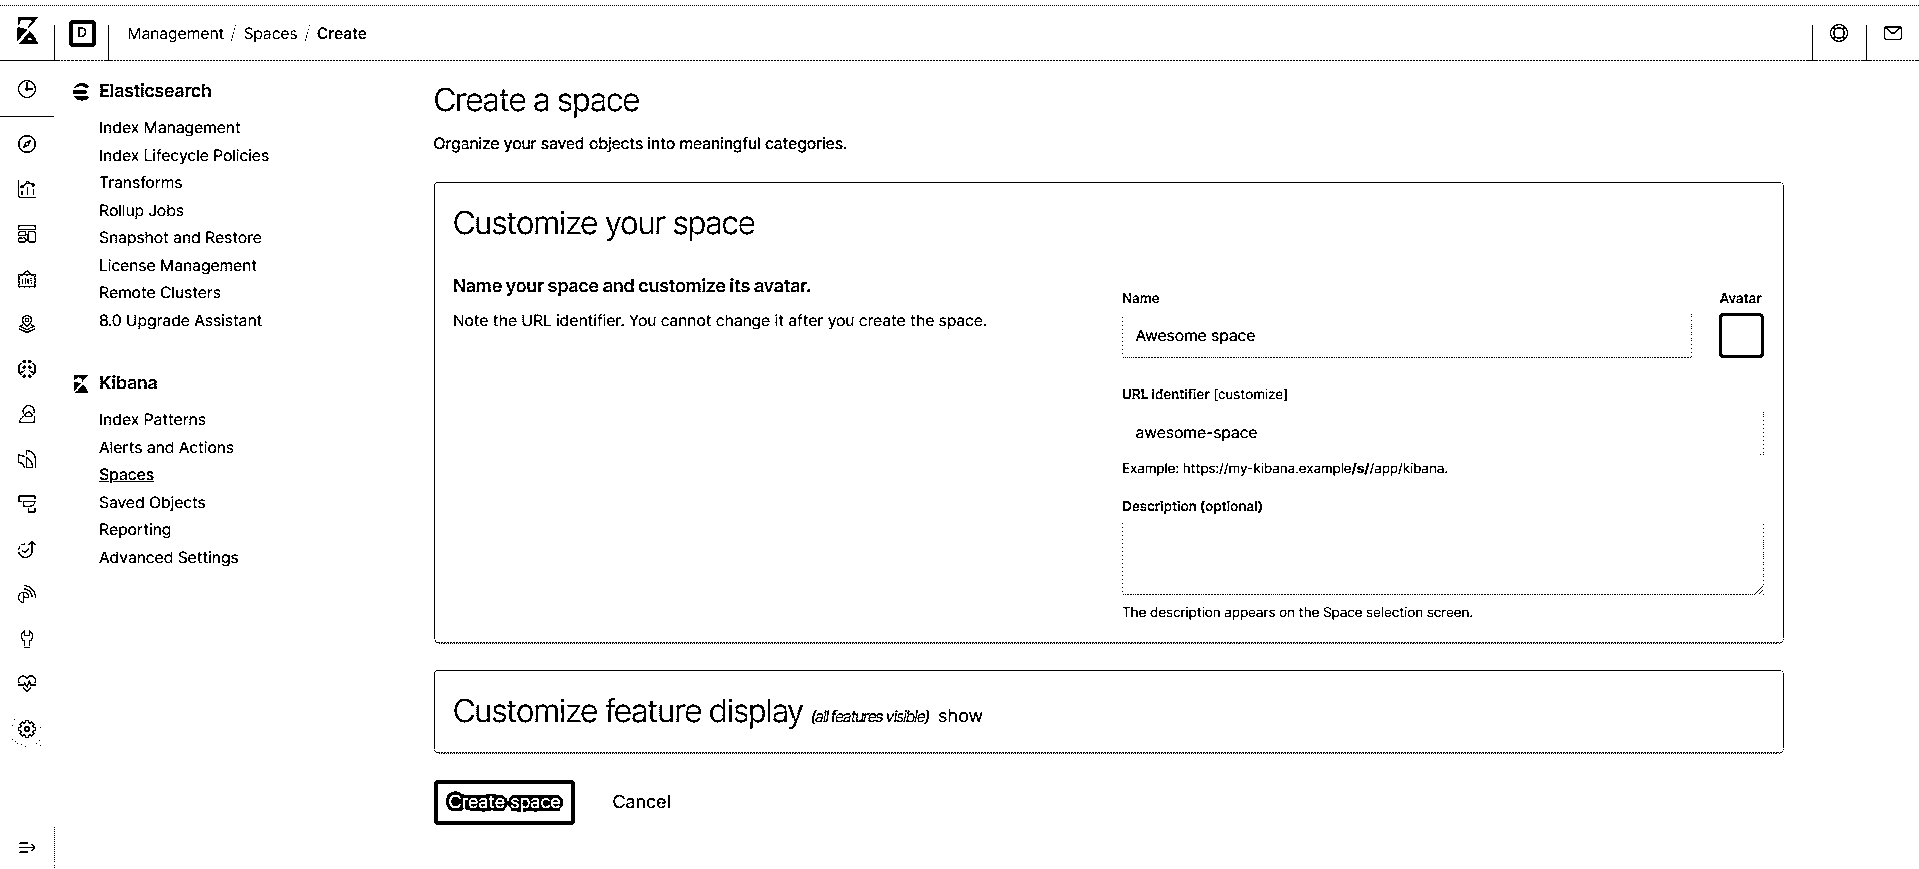 D Management / Spaces / Create
Elasticsearch
Index Management
Index Lifecycle Policies
Transforms
Rollup Jobs
Snapshot and Restore
License Management
Remote Clusters
8.0 Upgrade Assistant
Kibana
Index Patterns
Alerts and Actions
Spaces
Saved Objects
Reporting
Advanced Settings
Create a space
Organize your saved objects into meaningful categories.
Customize your space
Name your space and customize its avatar.
Note the URL identifier. You cannot change it after you create the space.
Name
Avatar
Awesome space
URL identifier [customize]
awesome-space
Example: https://my-kibana.example/s//app/kibana.
Description (optional)
The description appears on the Space selection screen.
Customize feature display (all features visible) show
Create space
Cancel